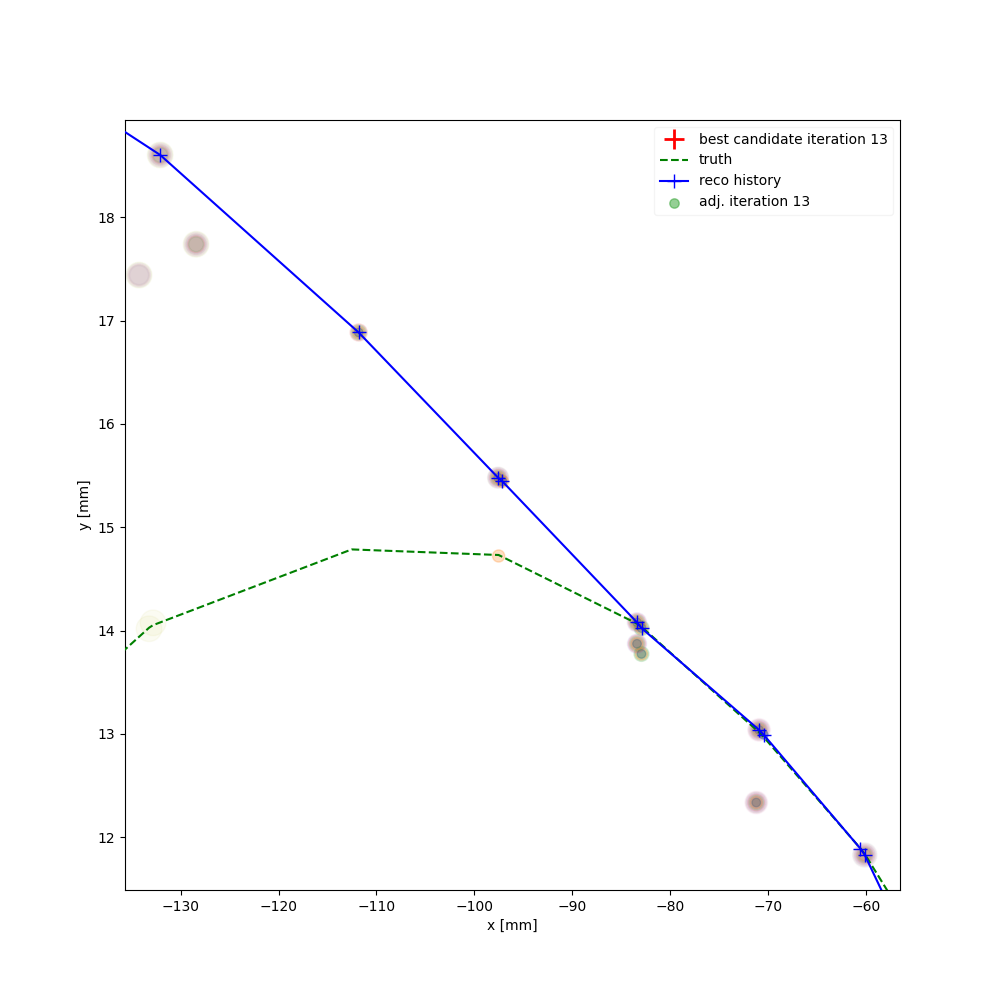 best candidate iteration 13
truth
reco history
adj. iteration 13
18
17
16
15
14
13
12
y [mm]
−130 −120 −110 −100 −90 −80 −70 −60
x [mm]